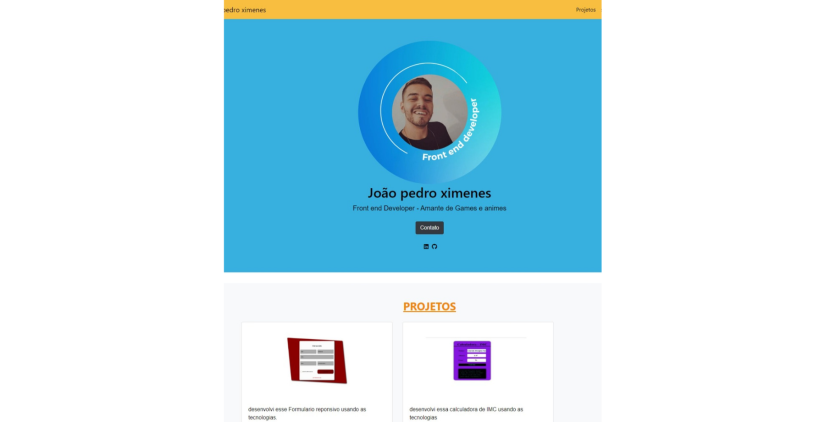 pedro ximenes
Projetos
Front end developer
João pedro ximenes
Front end Developer - Amante de Games e animes
Contato
PROJETOS
desenvolvi esse Formulario reponsivo usando as
tecnologias.
desenvolvi essa calculadora de IMC usando as
tecnologias